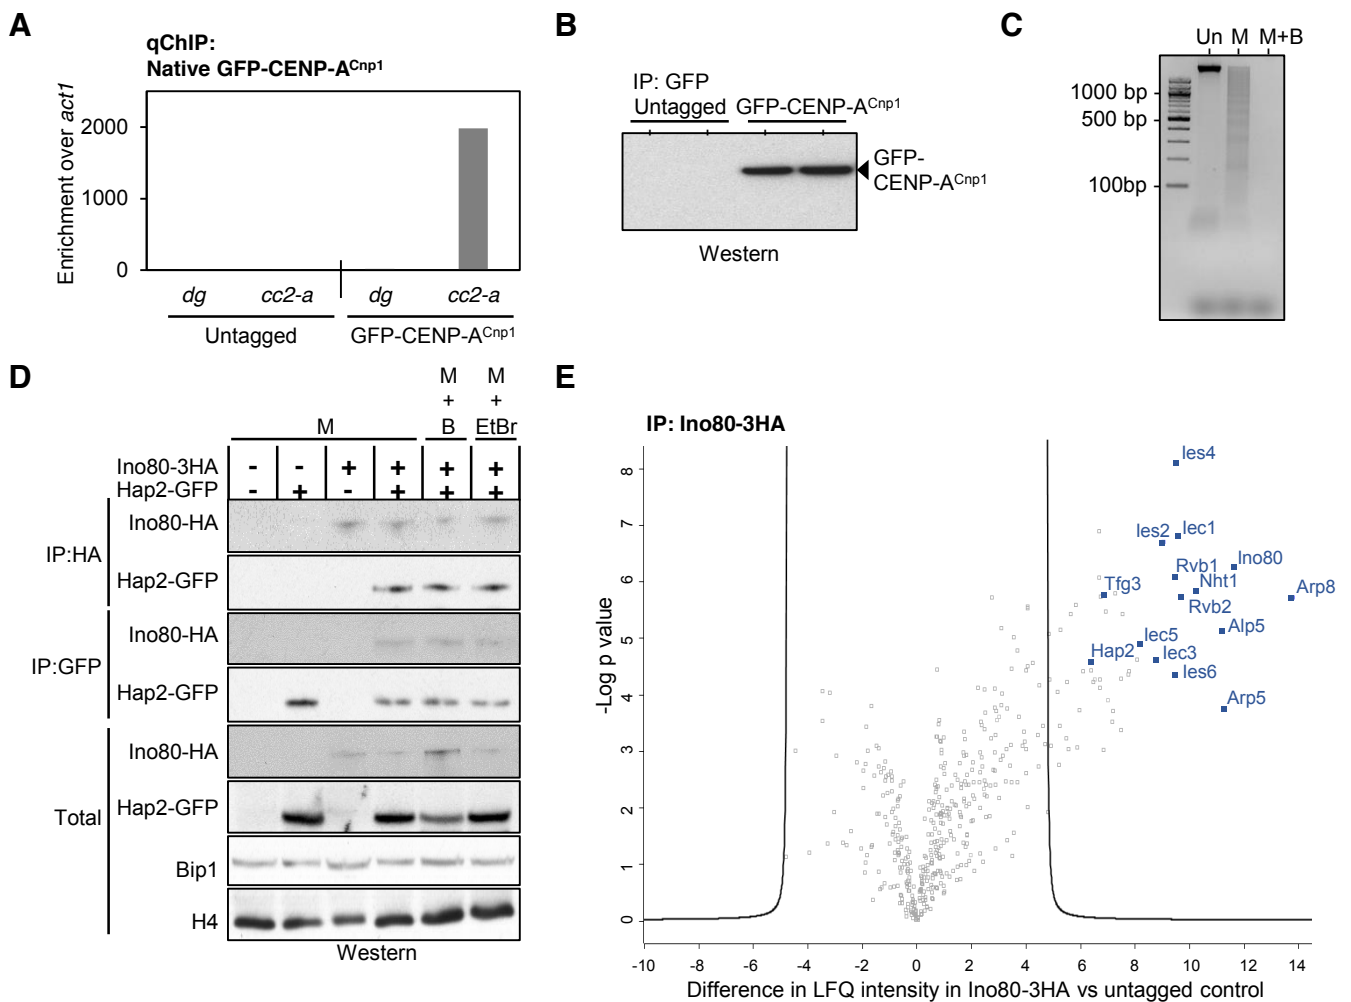 A
qChIP:
Native GFP-CENP-A^Cnp1
Enrichment over act1
2000
1000
0
dg cc2-a dg cc2-a
Untagged GFP-CENP-A^Cnp1
B
IP: GFP
Untagged GFP-CENP-A^Cnp1
GFP-
CENP-A^Cnp1
Western
C
Un M M+B
1000 bp
500 bp
100bp
D
M M
+ +
M B EtBr
Ino80-3HA - - + + + +
Hap2-GFP - + - + + +
IP:HA
Ino80-HA
Hap2-GFP
IP:GFP
Ino80-HA
Hap2-GFP
Total
Ino80-HA
Hap2-GFP
Bip1
H4
Western
E
IP: Ino80-3HA
-Log p value
8
7
6
5
4
3
2
1
0
Ies4
Ies2 Iec1
Rvb1 Ino80
Tfg3 Nht1 Arp8
Rvb2
Alp5
Hap2 Iec5
Iec3
Ies6
Arp5
-10 -8 -6 -4 -2 0 2 4 6 8 10 12 14
Difference in LFQ intensity in Ino80-3HA vs untagged control